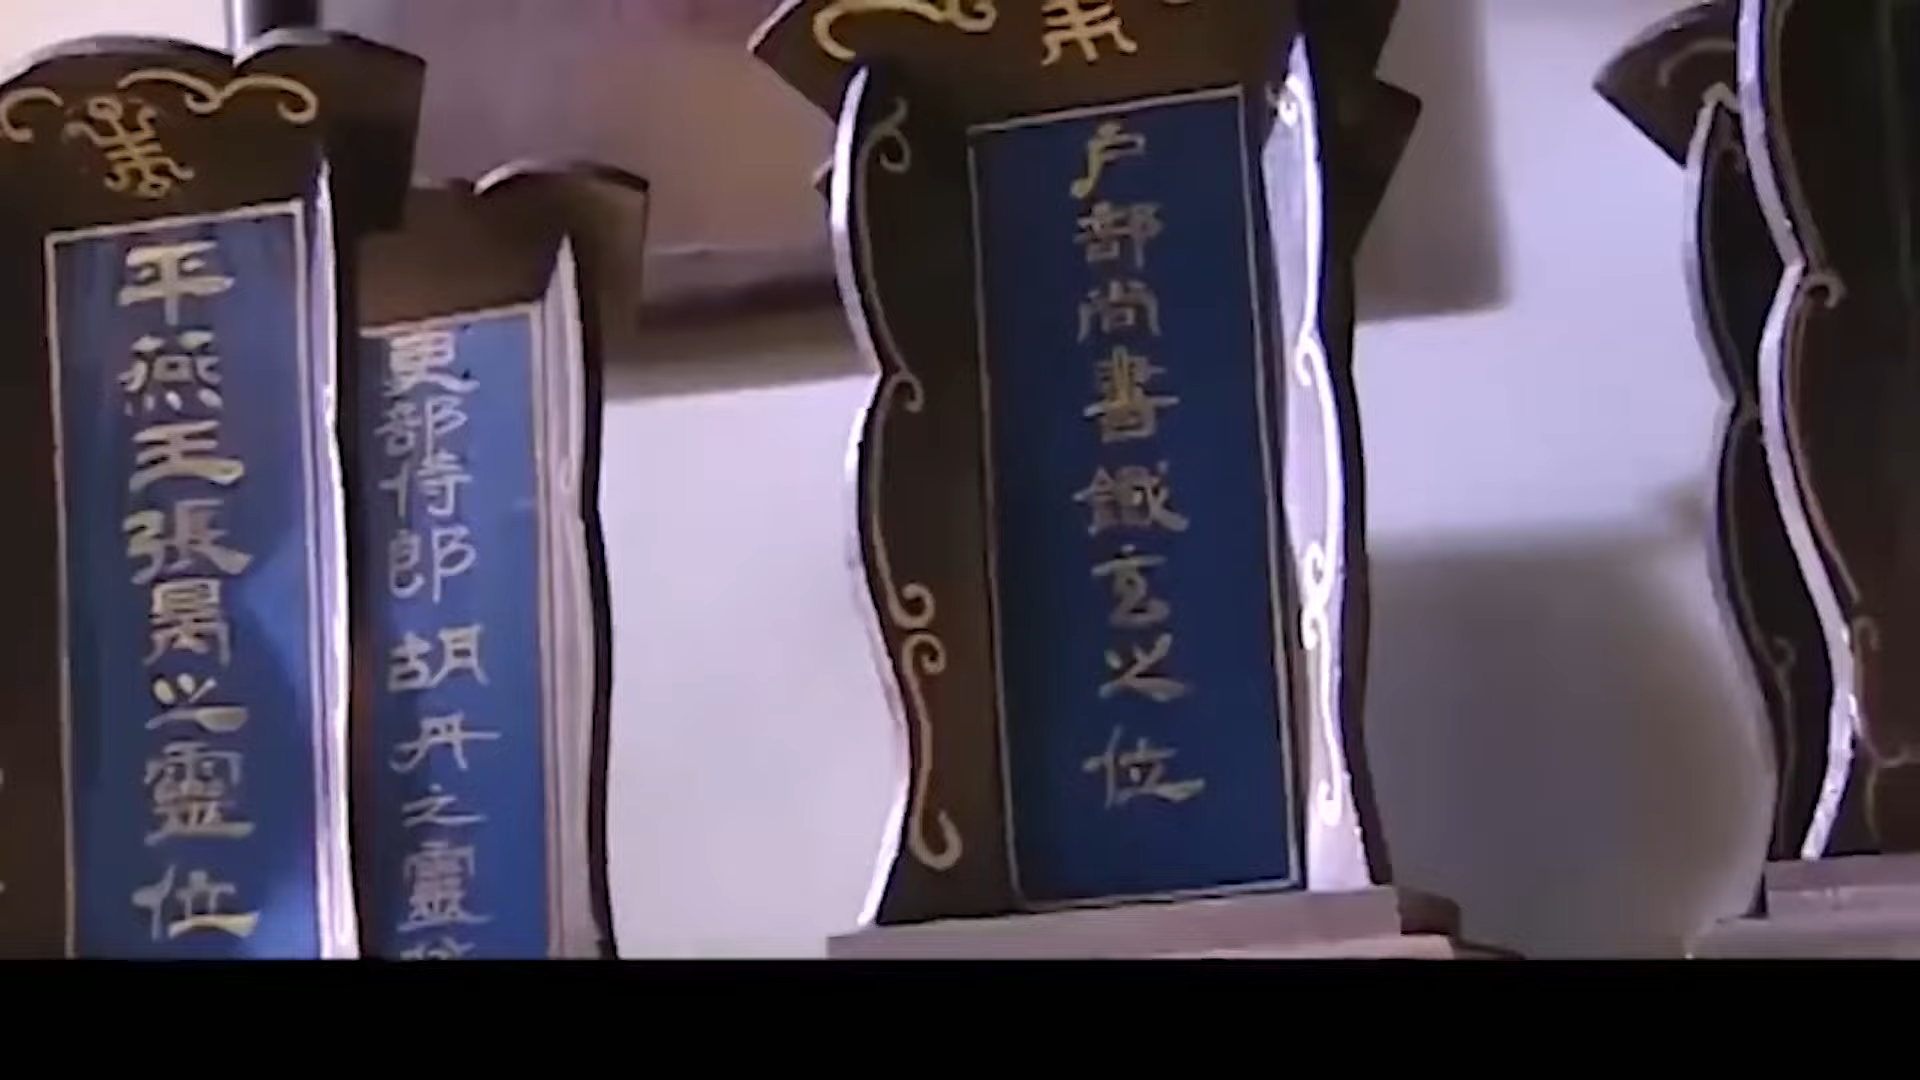 平燕王張昺之靈位
吏部侍郎胡丹之靈
户部尚書鐵玄之位